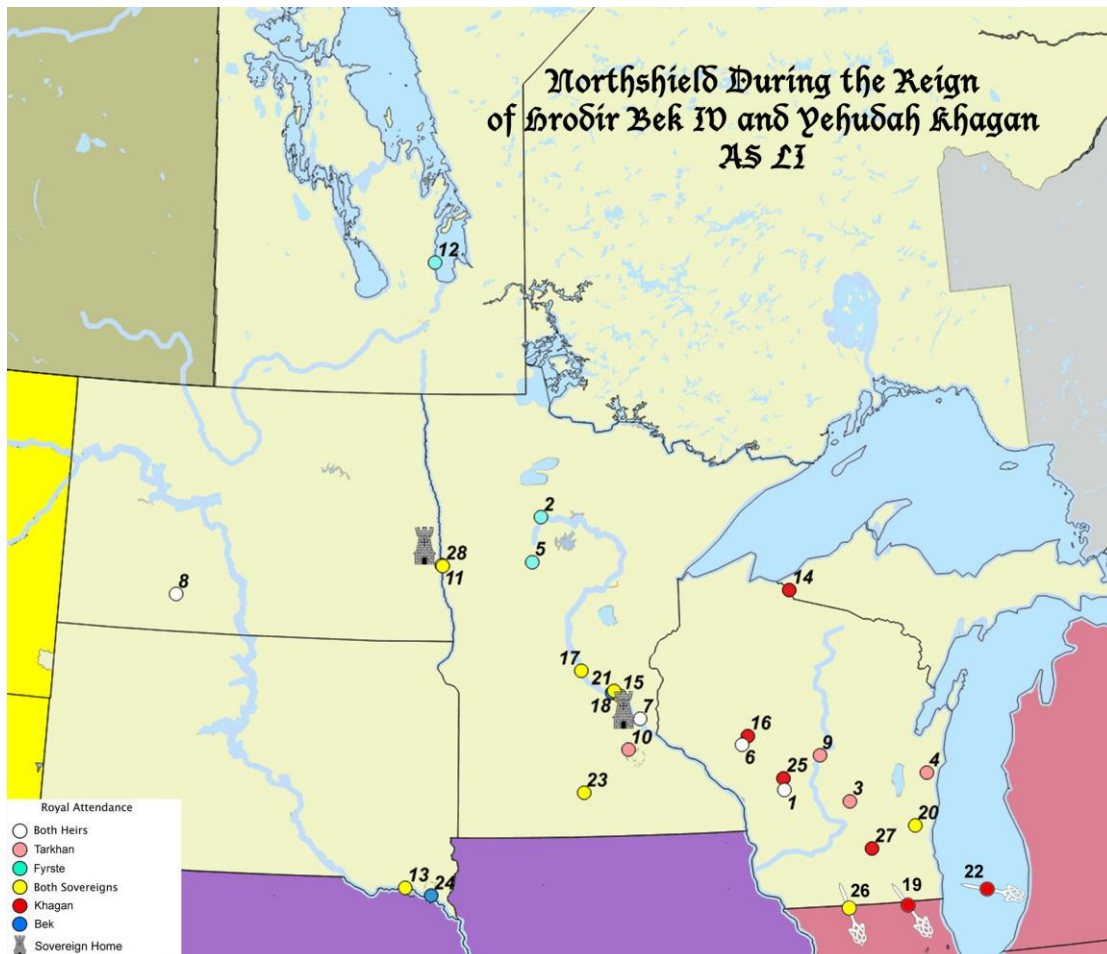 Northshield During the Reign
of Hrodir Bek IV and Yehudah Khagan
AS LI
12
2
5
28
11
8
14
17
21
15
18
7
10
16
6
9
25
4
1
3
23
20
27
13
24
26
19
22
Royal Attendance
Both Heirs
Tarkhan
Fyrste
Both Sovereigns
Khagan
Bek
Sovereign Home